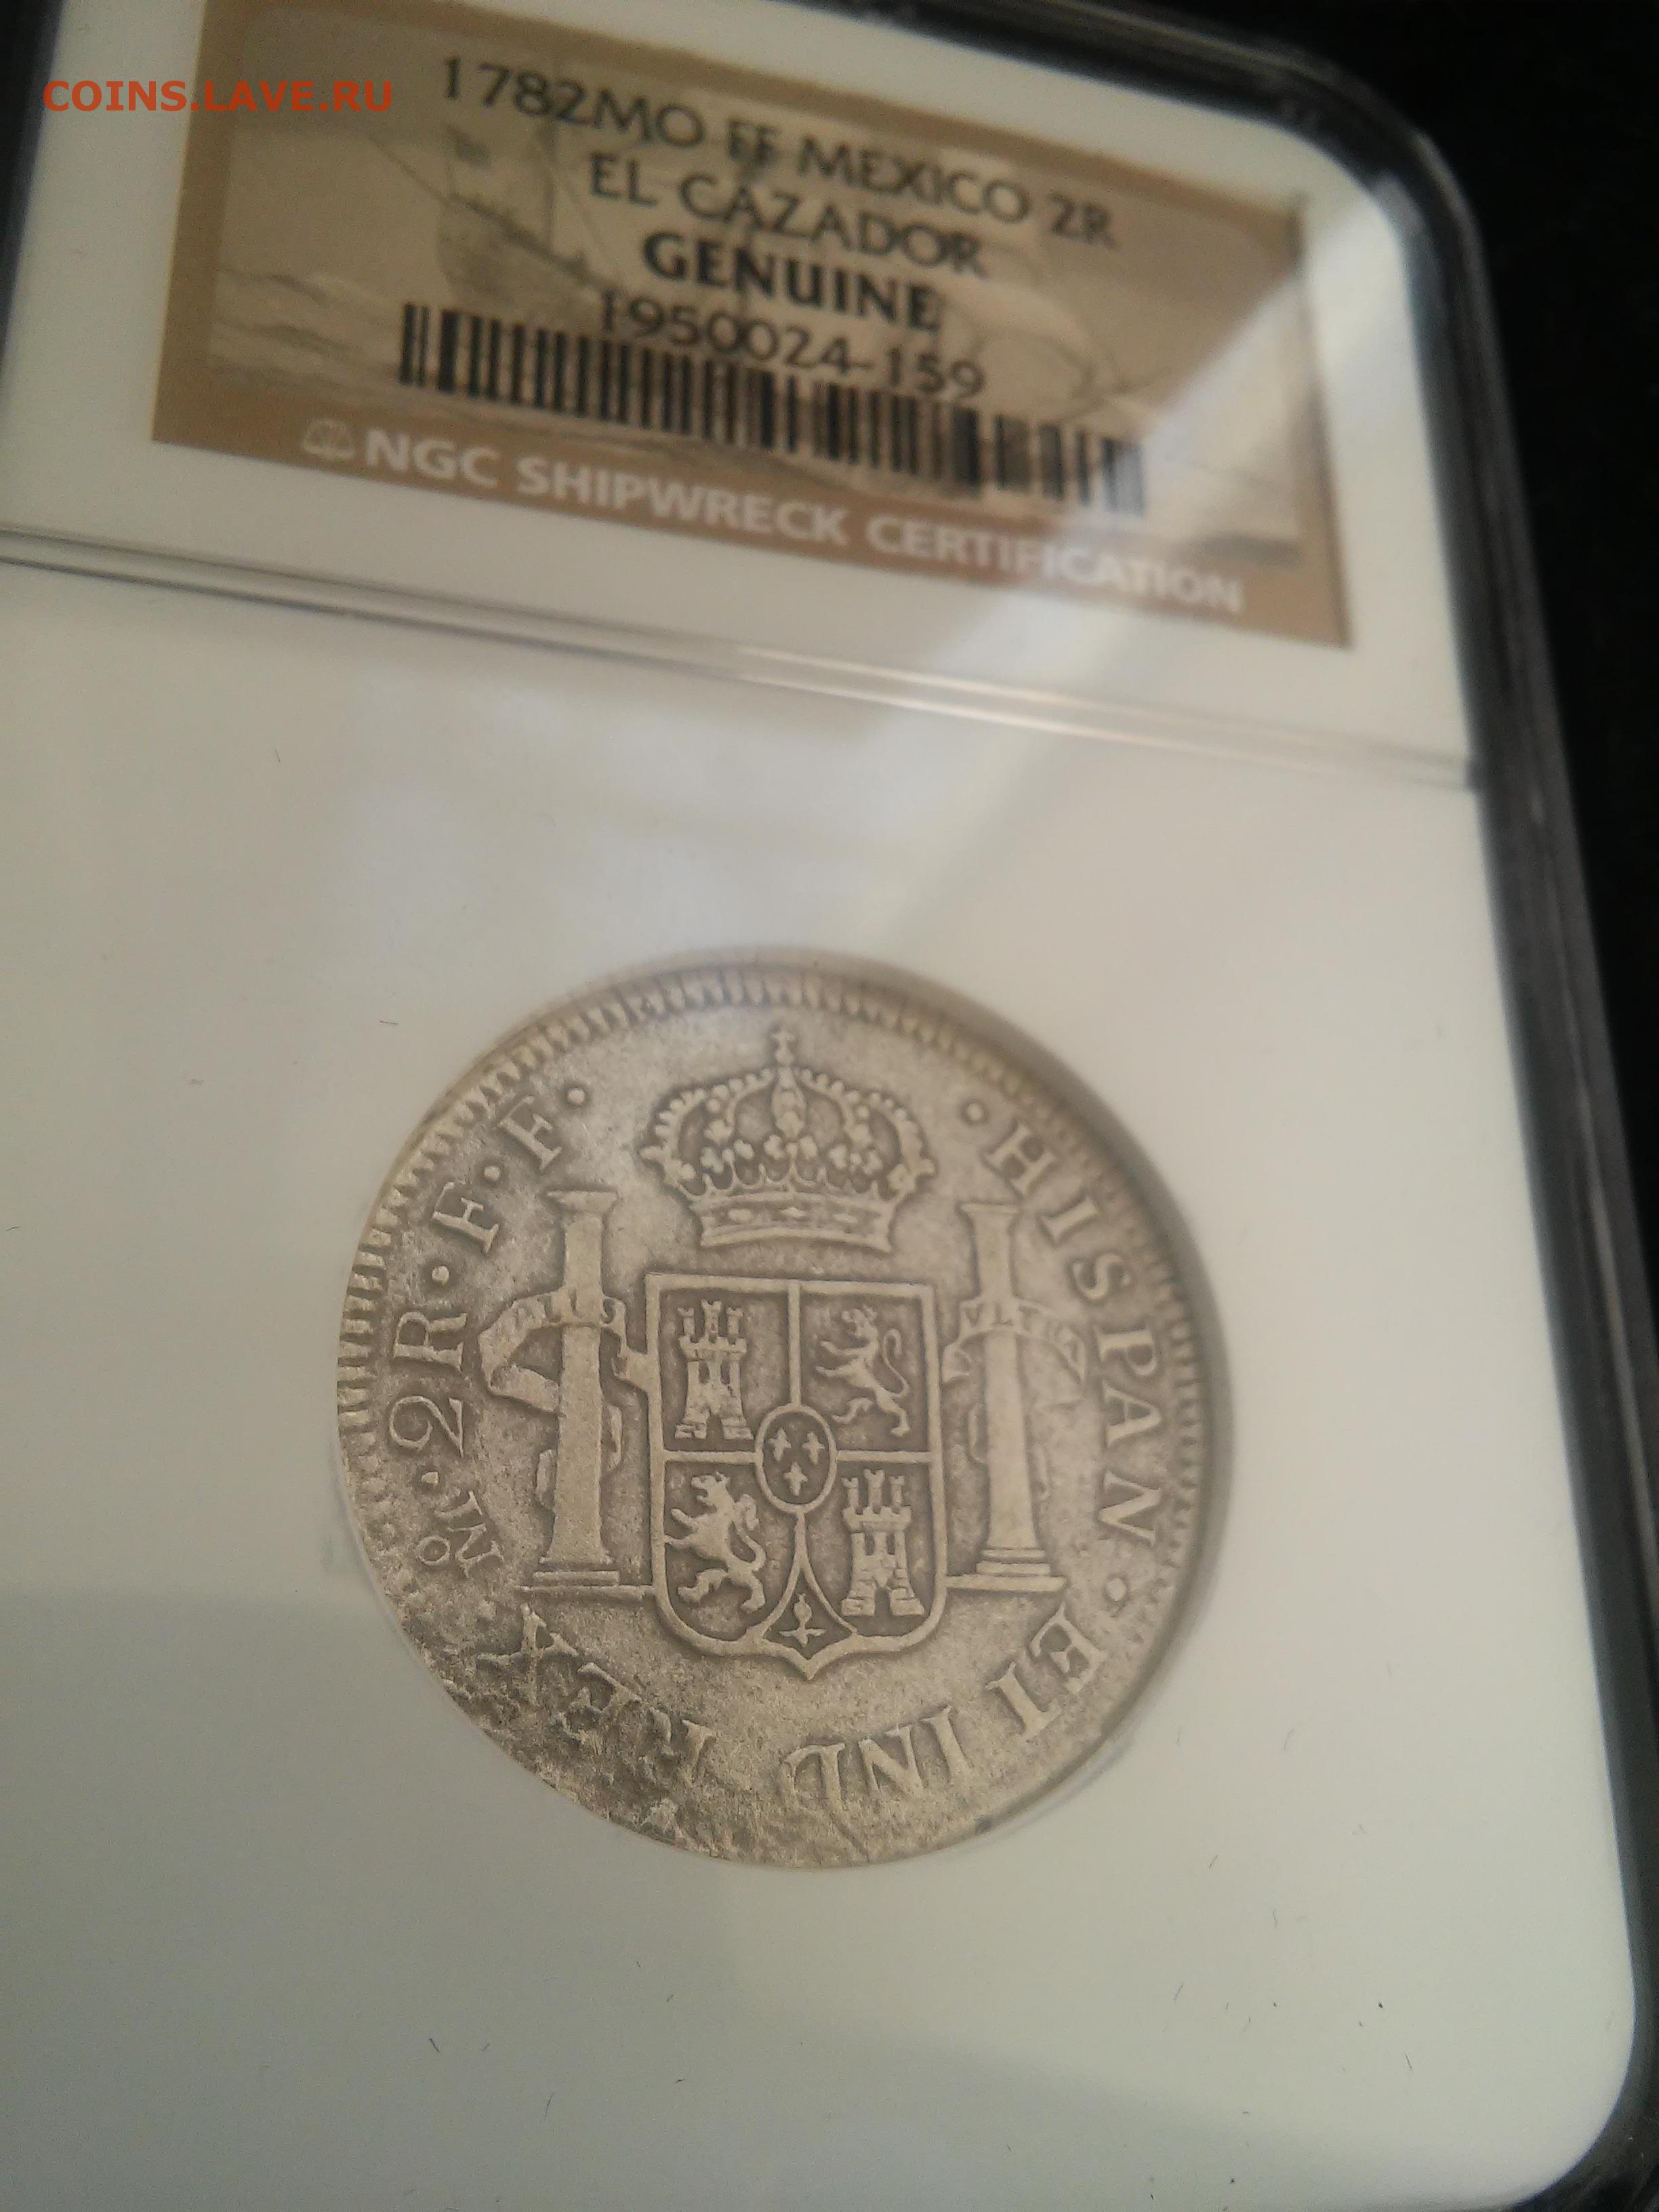 COINS.LAVE.RU
1782MO FF MEXICO 2R
EL CAZADOR
GENUINE
1950024-159
NGC SHIPWRECK CERTIFICATION
· HISPAN · ET IND REX · Mo · 2R · F · F ·